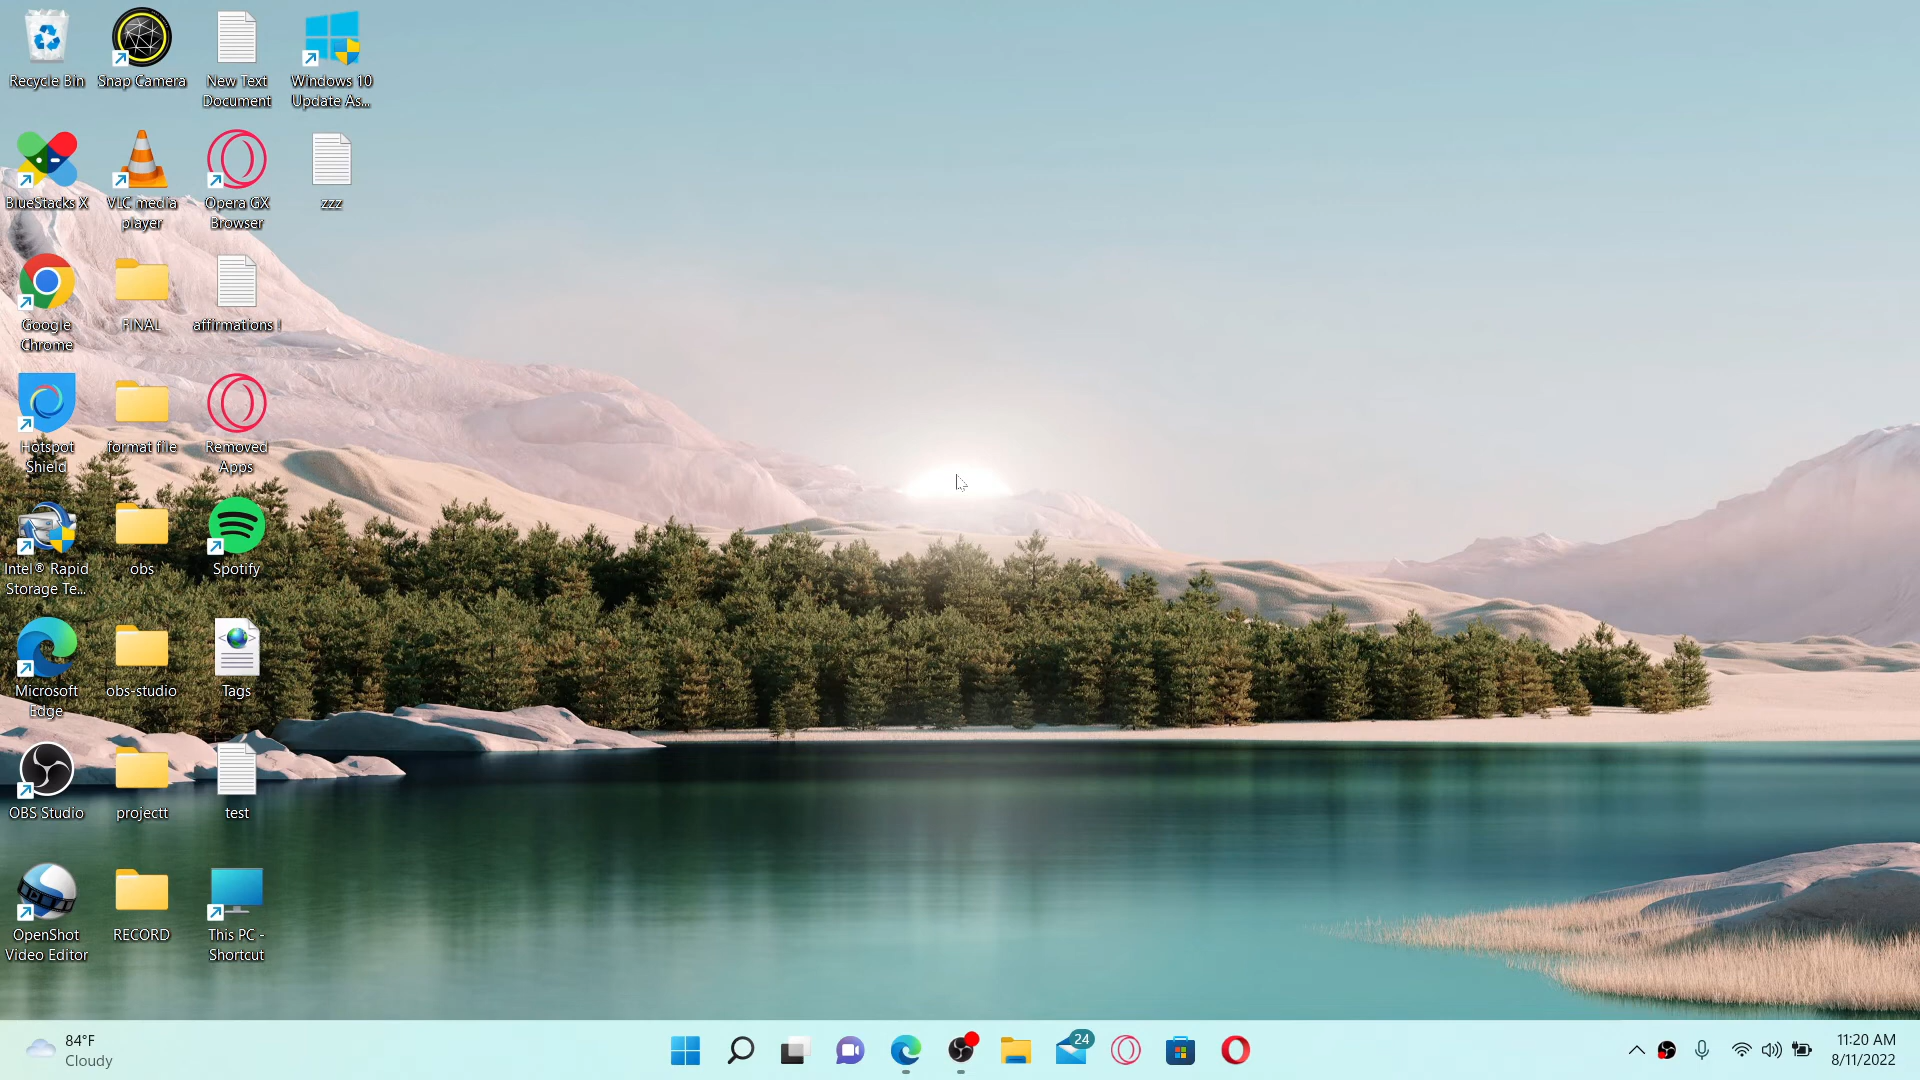 Recycle Bin
Snap Camera
New Text
Document
Windows 10
Update As...
BlueStacks X
VLC media
player
Opera GX
Browser
zzz
Google
Chrome
FINAL
affirmations !
Hotspot
Shield
format file
Removed
Apps
Intel® Rapid
Storage Te...
obs
Spotify
Microsoft
Edge
obs-studio
Tags
OBS Studio
projectt
test
OpenShot
Video Editor
RECORD
This PC -
Shortcut
84°F
Cloudy
24
11:20 AM
8/11/2022